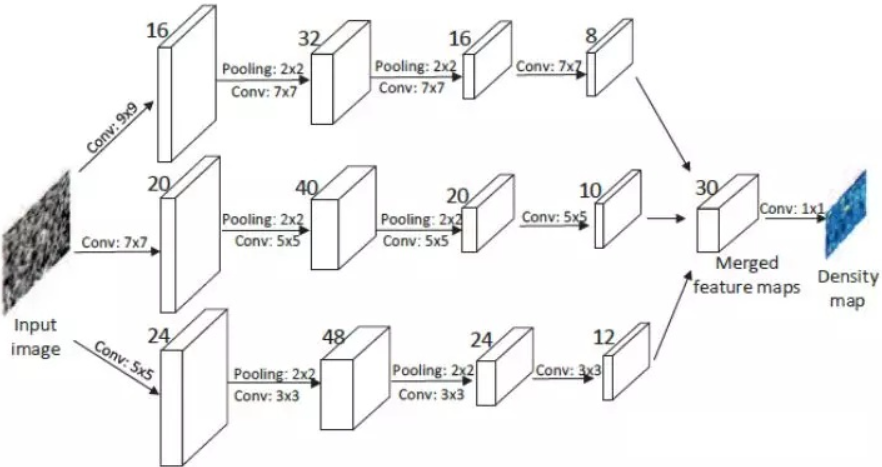 16
32
16
8
Pooling: 2x2
Conv: 7x7
Pooling: 2x2
Conv: 7x7
Conv: 7x7
Conv: 9x9
20
40
20
10
30
Conv: 7x7
Pooling: 2x2
Conv: 5x5
Pooling: 2x2
Conv: 5x5
Conv: 5x5
Conv: 1x1
Merged
feature maps
Density
map
Input
image
24
48
24
12
Conv: 5x5
Pooling: 2x2
Conv: 3x3
Pooling: 2x2
Conv: 3x3
Conv: 3x3